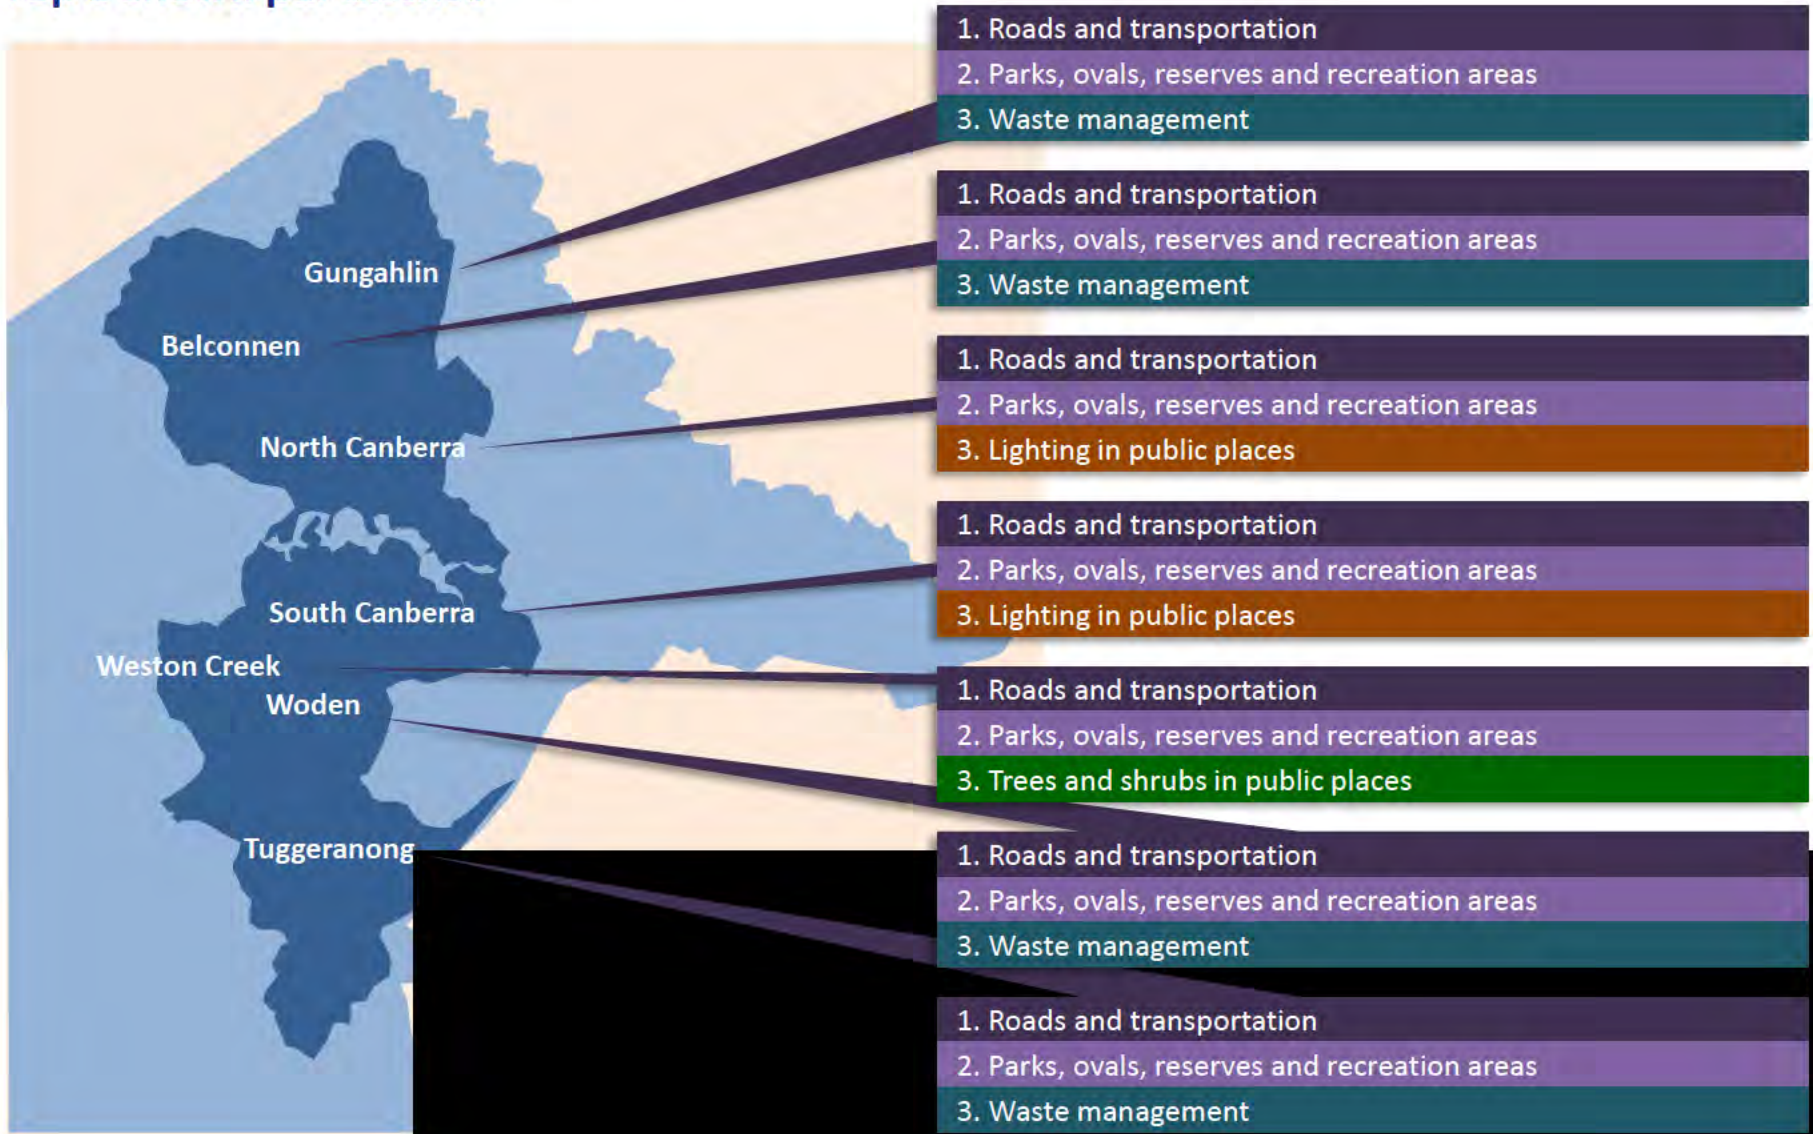 1. Roads and transportation
2. Parks, ovals, reserves and recreation areas
3. Waste management
Gungahlin
1. Roads and transportation
2. Parks, ovals, reserves and recreation areas
3. Waste management
Belconnen
1. Roads and transportation
2. Parks, ovals, reserves and recreation areas
3. Lighting in public places
North Canberra
1. Roads and transportation
2. Parks, ovals, reserves and recreation areas
3. Lighting in public places
South Canberra
1. Roads and transportation
2. Parks, ovals, reserves and recreation areas
3. Trees and shrubs in public places
Weston Creek
Woden
1. Roads and transportation
2. Parks, ovals, reserves and recreation areas
3. Waste management
Tuggeranong
1. Roads and transportation
2. Parks, ovals, reserves and recreation areas
3. Waste management